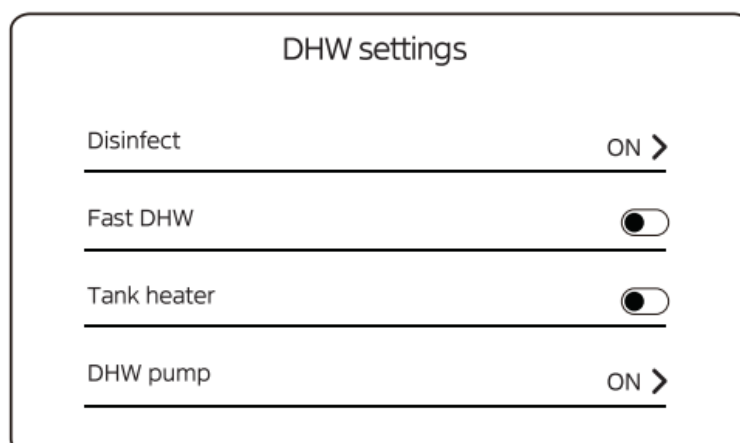 DHW settings
Disinfect
ON
Fast DHW
Tank heater
DHW pump
ON